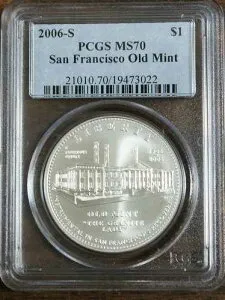 2006-S $1
PCGS MS70
San Francisco Old Mint
21010.70/19473022
LIBERTY
OLD MINT
"THE GRANITE
LADY"